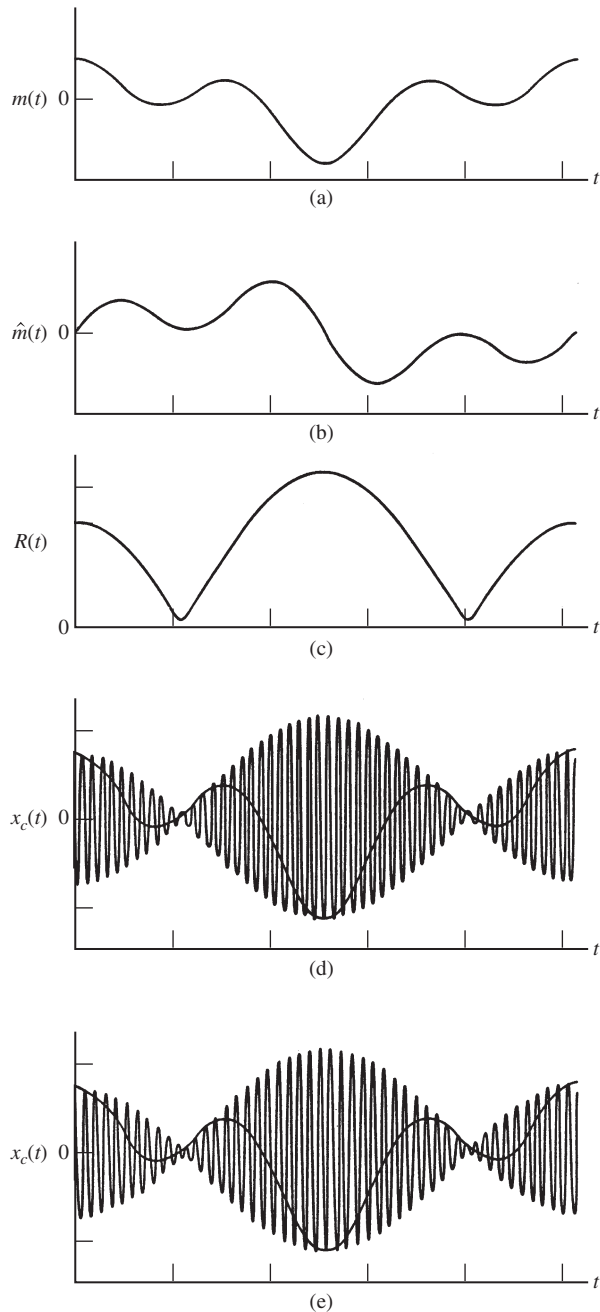 m(t) 0
t
(a)
m̂(t) 0
t
(b)
R(t)
0
t
(c)
x_c(t) 0
t
(d)
x_c(t) 0
t
(e)